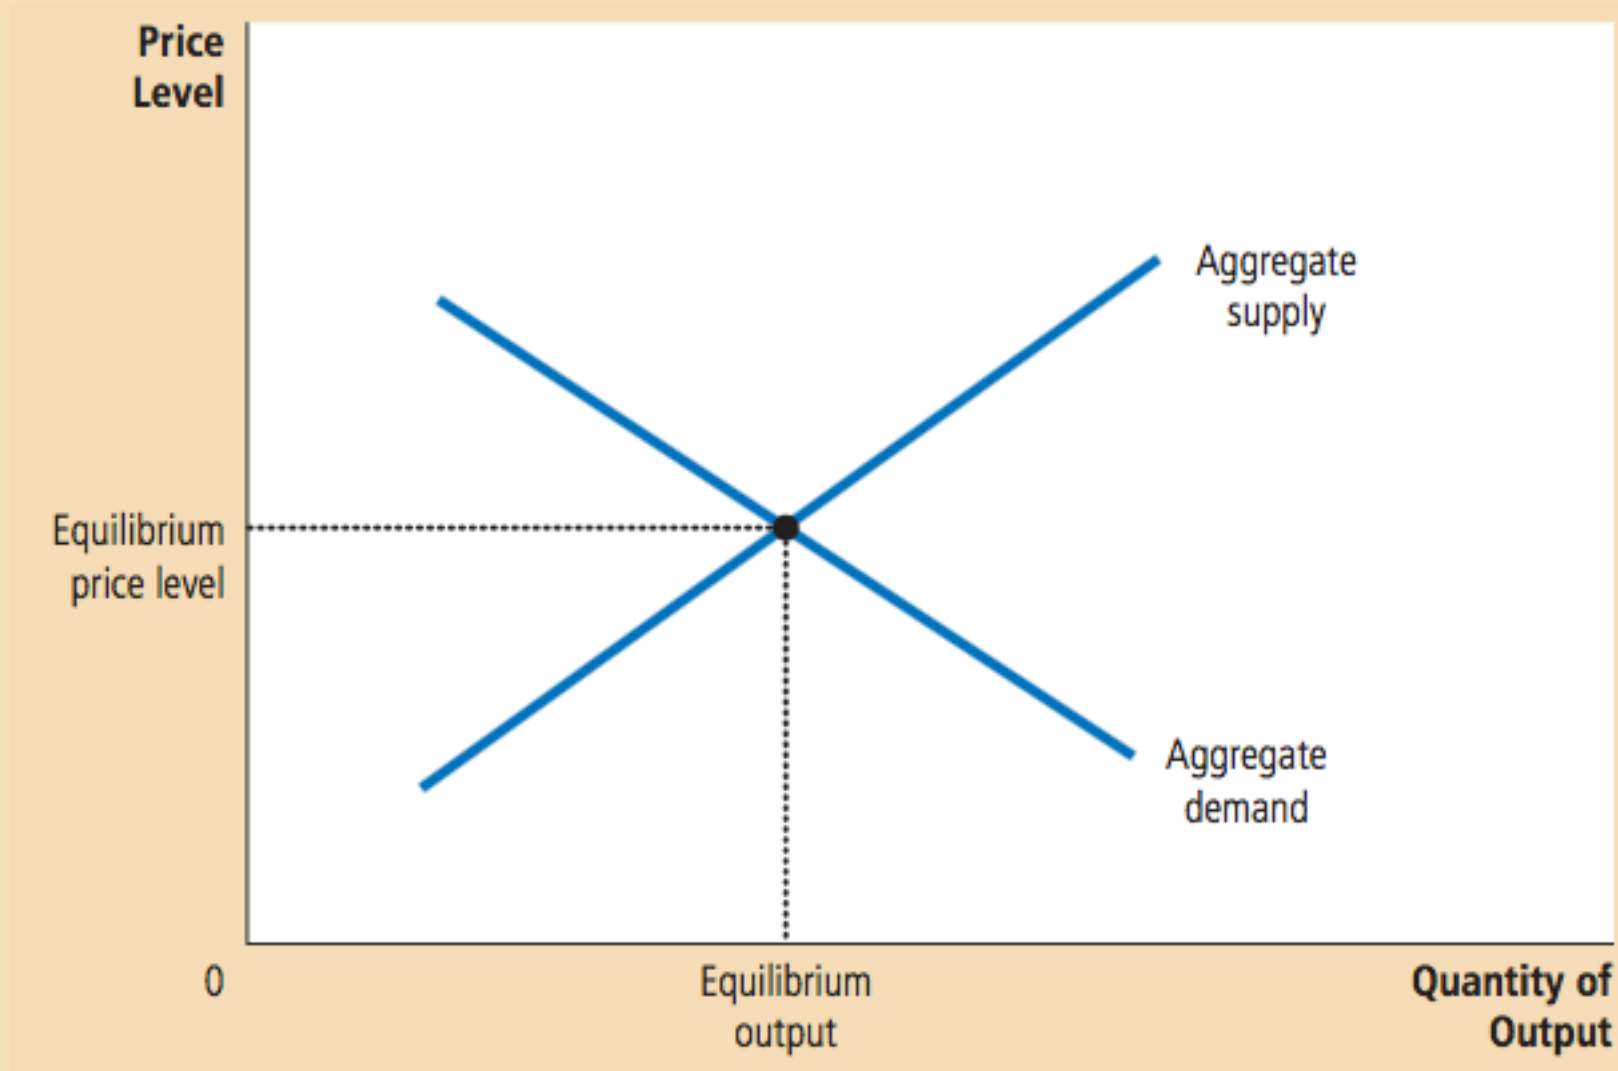 Price
Level
Aggregate
supply
Equilibrium
price level
Aggregate
demand
0
Equilibrium
output
Quantity of
Output